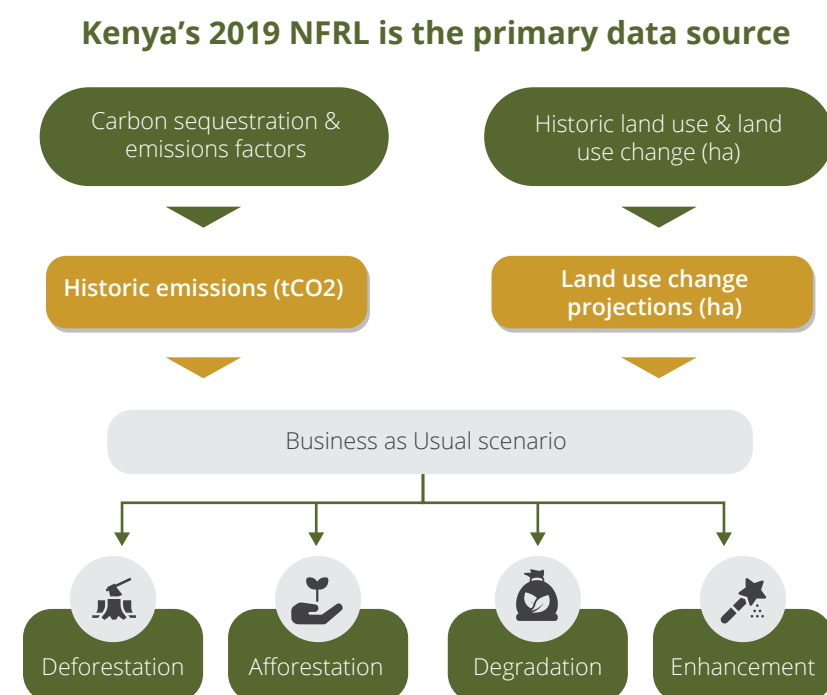 Kenya's 2019 NFRL is the primary data source
Carbon sequestration &
emissions factors
Historic land use & land
use change (ha)
Historic emissions (tCO2)
Land use change
projections (ha)
Business as Usual scenario
Deforestation
Afforestation
Degradation
Enhancement